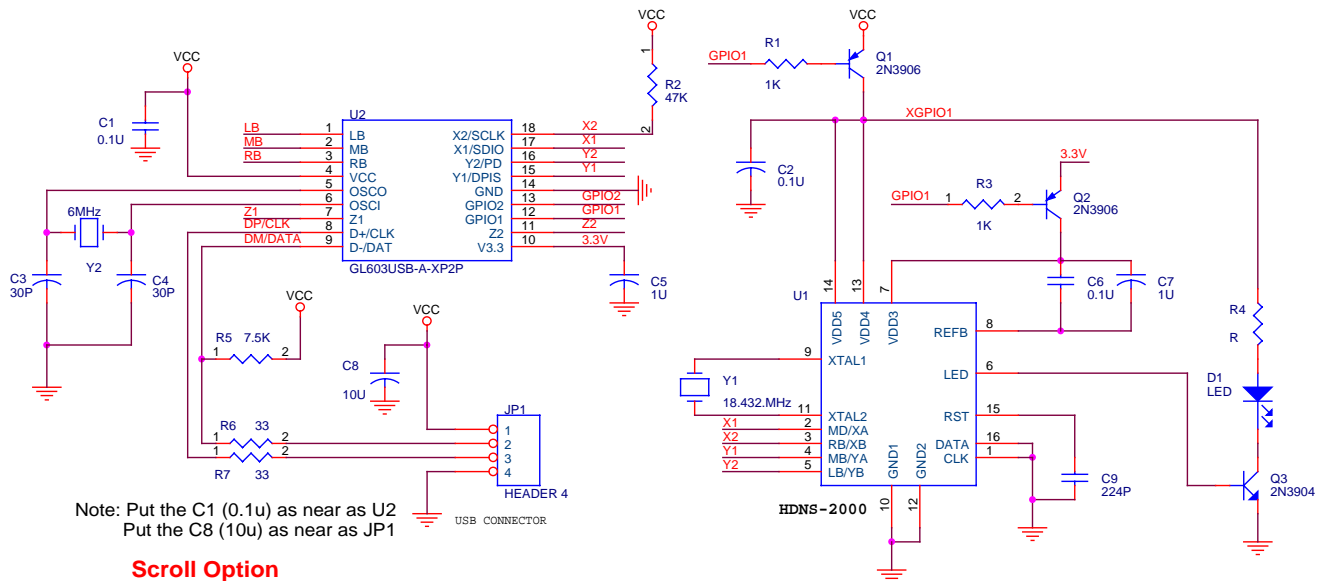 VCC
C1
0.1U
U2
LB
MB
RB
1
2
3
4
5
6
7
8
9
LB
MB
RB
VCC
OSCO
OSCI
Z1
D+/CLK
D-/DAT
X2/SCLK
X1/SDIO
Y2/PD
Y1/DPIS
GND
GPIO2
GPIO1
Z2
V3.3
18
17
16
15
14
13
12
11
10
X2
X1
Y2
Y1
GPIO2
GPIO1
Z2
3.3V
GL603USB-A-XP2P
VCC
1
R2
47K
2
6MHz
Y2
C3
30P
C4
30P
Z1
DP/CLK
DM/DATA
C5
1U
VCC
R5
7.5K
1
2
VCC
C8
10U
R6
33
1
2
1
2
R7
33
JP1
1
2
3
4
HEADER 4
USB CONNECTOR
Note: Put the C1 (0.1u) as near as U2
Put the C8 (10u) as near as JP1
Scroll Option
VCC
GPIO1
R1
1K
Q1
2N3906
XGPIO1
C2
0.1U
3.3V
GPIO1
R3
1
2
1K
Q2
2N3906
C6
0.1U
C7
1U
U1
14
13
7
VDD5
VDD4
VDD3
REFB
8
9
XTAL1
LED
6
Y1
18.432.MHz
11
XTAL2
RST
15
X1
2
MD/XA
X2
3
RB/XB
DATA
16
Y1
4
MB/YA
CLK
1
Y2
5
LB/YB
GND1
GND2
10
12
HDNS-2000
C9
224P
R4
R
D1
LED
Q3
2N3904